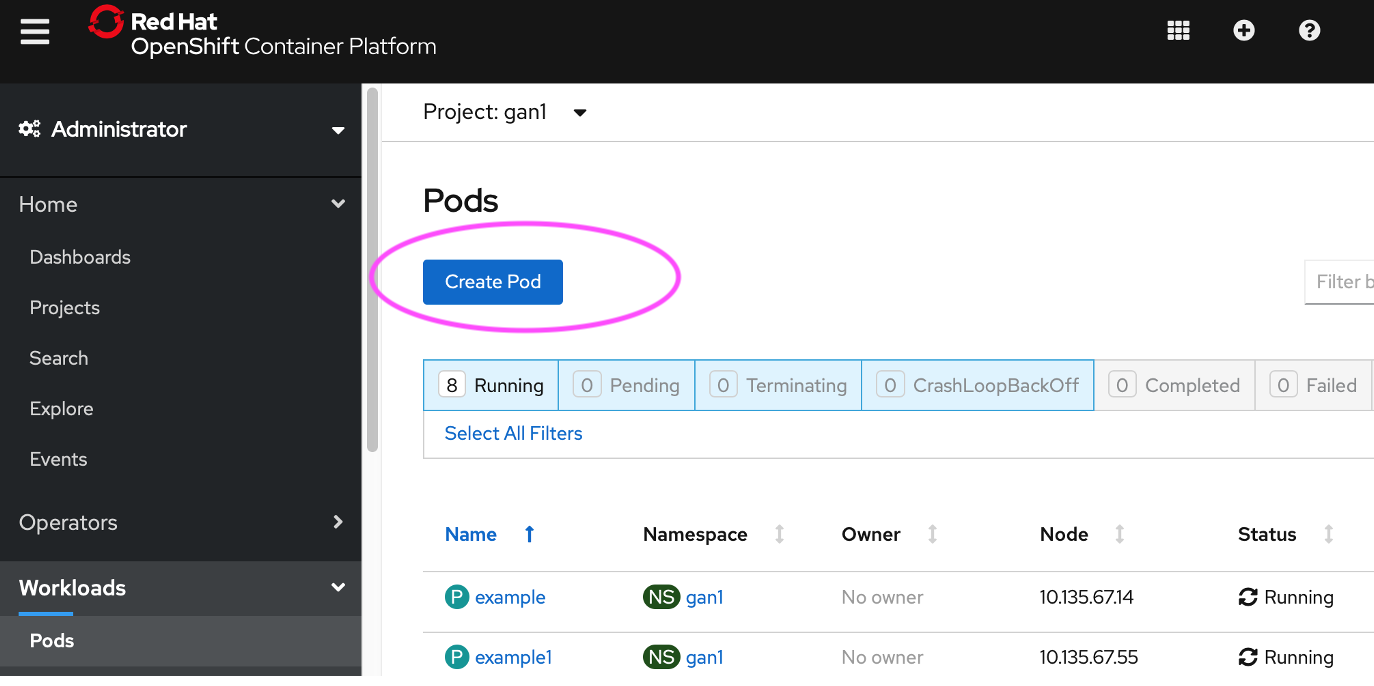 Red Hat
OpenShift Container Platform
Administrator
Project: gan1
Home
Dashboards
Projects
Search
Explore
Events
Operators
Workloads
Pods
Pods
Create Pod
Filter b
8 Running 0 Pending 0 Terminating 0 CrashLoopBackOff 0 Completed 0 Failed
Select All Filters
Name Namespace Owner Node Status
P example NS gan1 No owner 10.135.67.14 Running
P example1 NS gan1 No owner 10.135.67.55 Running